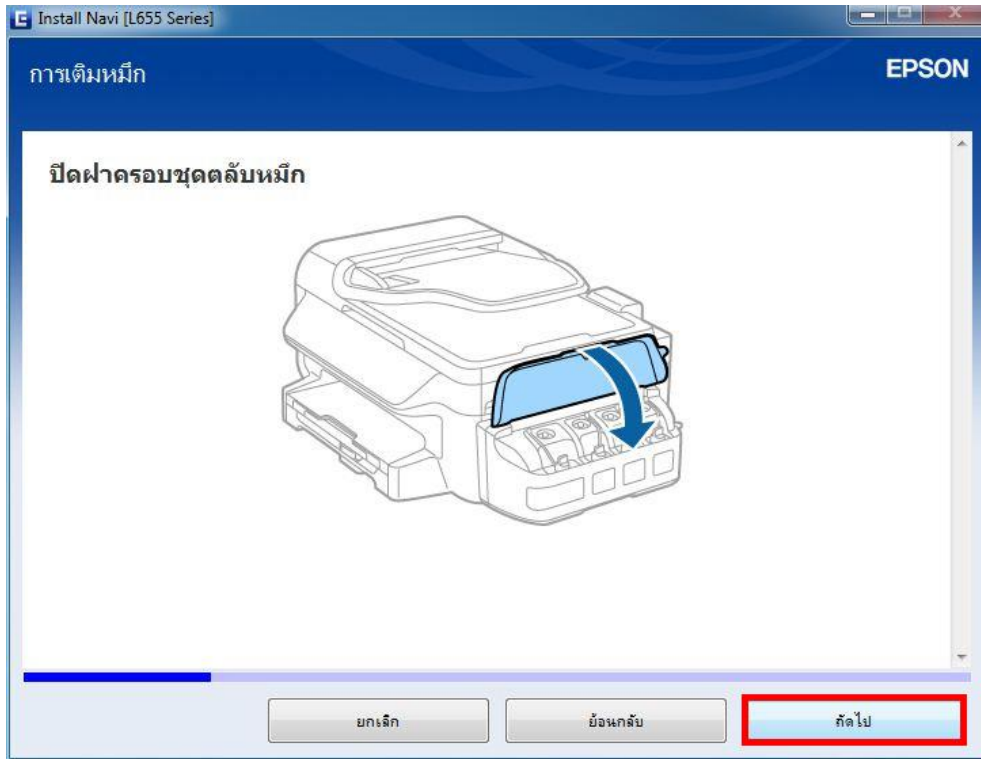 Install Navi [L655 Series]
การเติมหมึก
EPSON
ปิดฝาครอบชุดตลับหมึก
ยกเลิก
ย้อนกลับ
ถัดไป